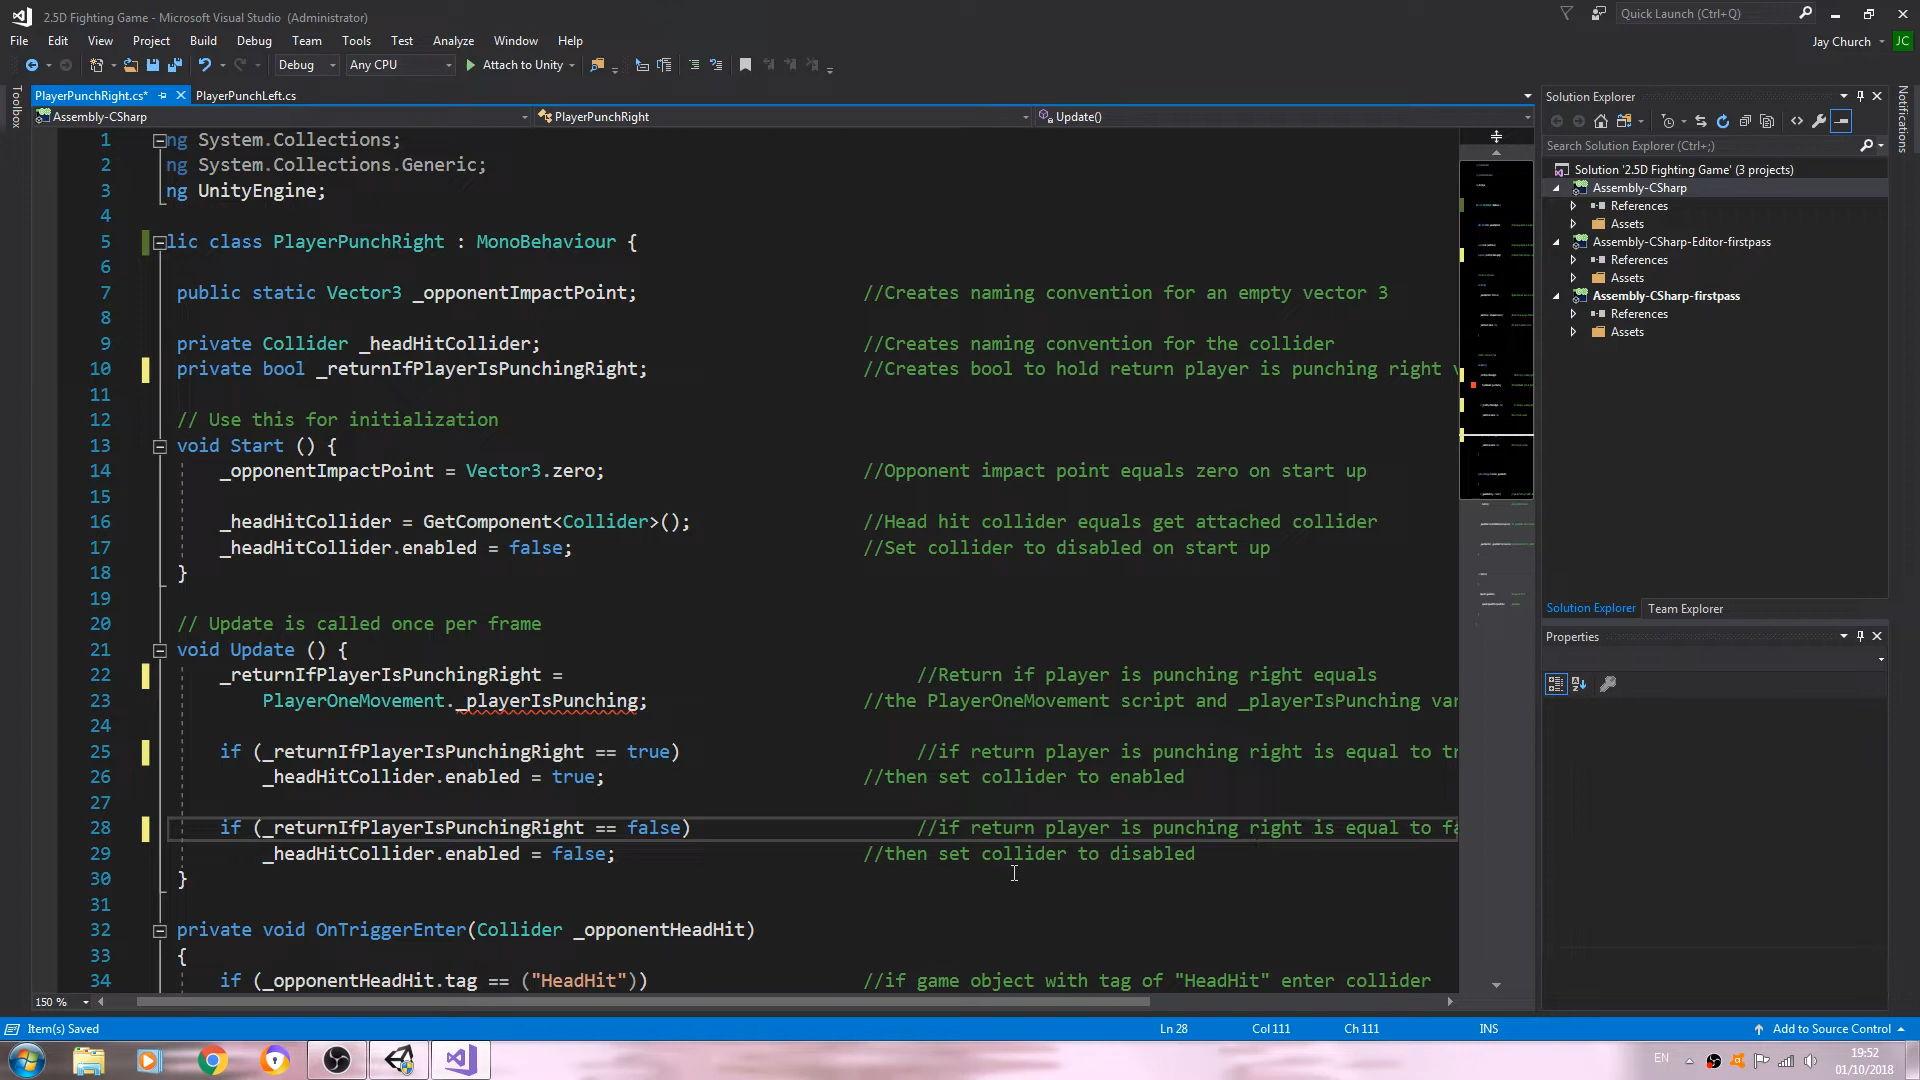 2.5D Fighting Game - Microsoft Visual Studio (Administrator)
Quick Launch (Ctrl+Q)
File Edit View Project Build Debug Team Tools Test Analyze Window Help
Jay Church JC
Debug Any CPU Attach to Unity
Toolbox
PlayerPunchRight.cs* PlayerPunchLeft.cs
Assembly-CSharp PlayerPunchRight Update()
1 ng System.Collections;
2 ng System.Collections.Generic;
3 ng UnityEngine;
4
5 lic class PlayerPunchRight : MonoBehaviour {
6
7 public static Vector3 _opponentImpactPoint; //Creates naming convention for an empty vector 3
8
9 private Collider _headHitCollider; //Creates naming convention for the collider
10 private bool _returnIfPlayerIsPunchingRight; //Creates bool to hold return player is punching right v
11
12 // Use this for initialization
13 void Start () {
14 _opponentImpactPoint = Vector3.zero; //Opponent impact point equals zero on start up
15
16 _headHitCollider = GetComponent<Collider>(); //Head hit collider equals get attached collider
17 _headHitCollider.enabled = false; //Set collider to disabled on start up
18 }
19
20 // Update is called once per frame
21 void Update () {
22 _returnIfPlayerIsPunchingRight = //Return if player is punching right equals
23 PlayerOneMovement._playerIsPunching; //the PlayerOneMovement script and _playerIsPunching var
24
25 if (_returnIfPlayerIsPunchingRight == true) //if return player is punching right is equal to tr
26 _headHitCollider.enabled = true; //then set collider to enabled
27
28 if (_returnIfPlayerIsPunchingRight == false) //if return player is punching right is equal to fa
29 _headHitCollider.enabled = false; //then set collider to disabled
30 }
31
32 private void OnTriggerEnter(Collider _opponentHeadHit)
33 {
34 if (_opponentHeadHit.tag == ("HeadHit")) //if game object with tag of "HeadHit" enter collider
150 %
Solution Explorer
Search Solution Explorer (Ctrl+;)
Solution '2.5D Fighting Game' (3 projects)
Assembly-CSharp
References
Assets
Assembly-CSharp-Editor-firstpass
References
Assets
Assembly-CSharp-firstpass
References
Assets
Solution Explorer Team Explorer
Properties
Notifications
Item(s) Saved Ln 28 Col 111 Ch 111 INS Add to Source Control
EN 19:52
01/10/2018